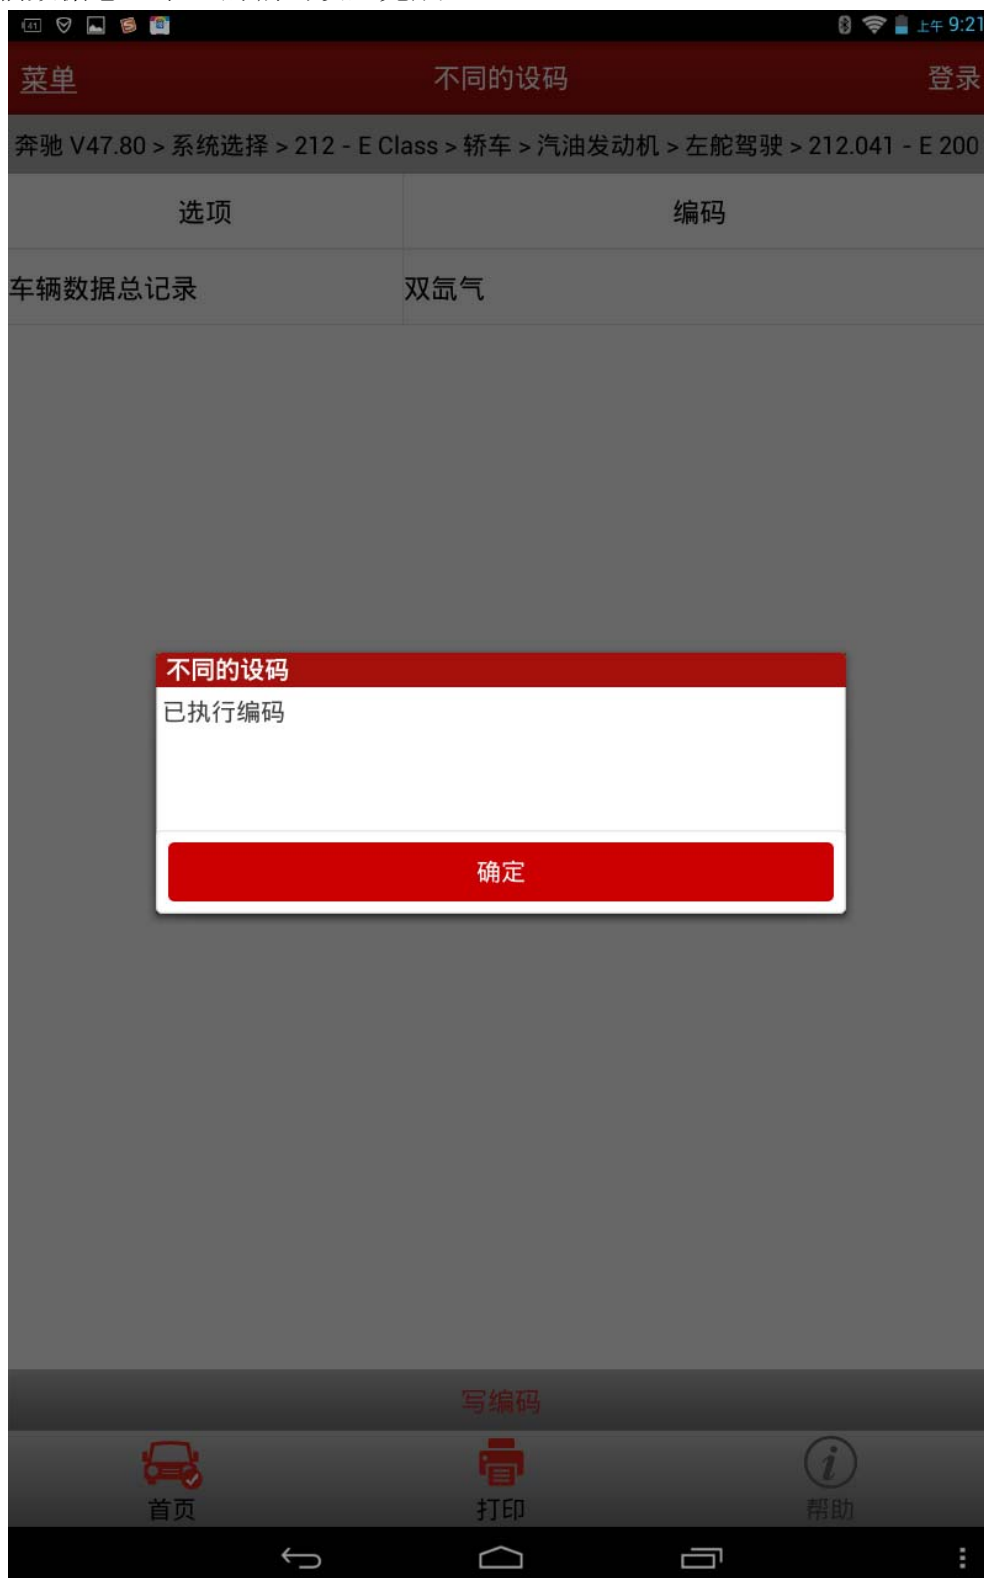 41
上午 9:21
菜单 不同的设码 登录
奔驰 V47.80 > 系统选择 > 212 - E Class > 轿车 > 汽油发动机 > 左舵驾驶 > 212.041 - E 200
选项 编码
车辆数据总记录 双氙气
不同的设码
已执行编码
确定
写编码
首页 打印 帮助